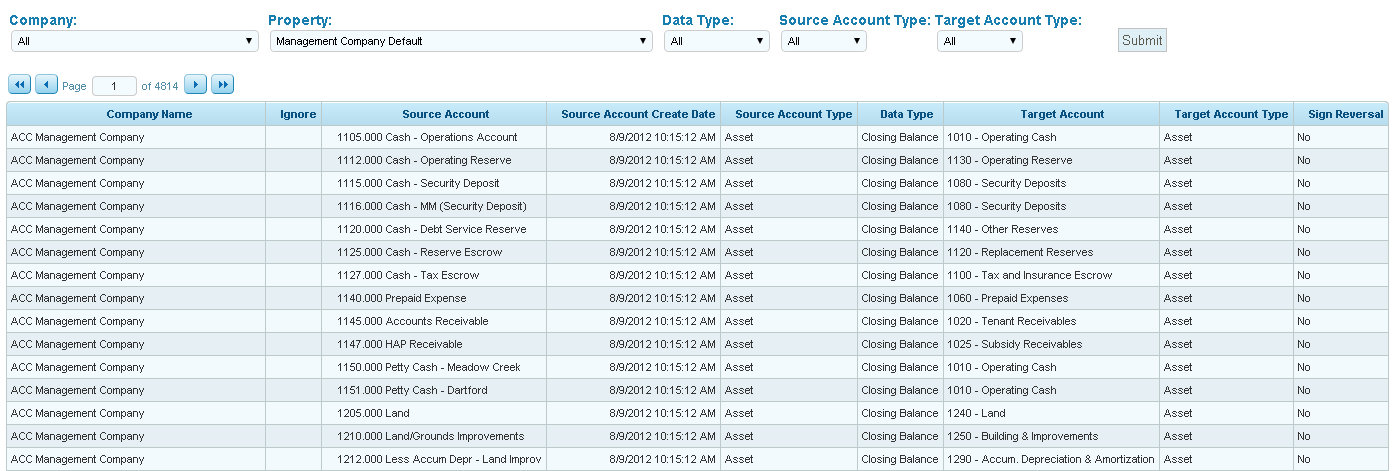 Company: Property: Data Type: Source Account Type: Target Account Type:
All Management Company Default All All All Submit
Page 1 of 4814
Company Name Ignore Source Account Source Account Create Date Source Account Type Data Type Target Account Target Account Type Sign Reversal
ACC Management Company 1105.000 Cash - Operations Account 8/9/2012 10:15:12 AM Asset Closing Balance 1010 - Operating Cash Asset No
ACC Management Company 1112.000 Cash - Operating Reserve 8/9/2012 10:15:12 AM Asset Closing Balance 1130 - Operating Reserve Asset No
ACC Management Company 1115.000 Cash - Security Deposit 8/9/2012 10:15:12 AM Asset Closing Balance 1080 - Security Deposits Asset No
ACC Management Company 1116.000 Cash - MM (Security Deposit) 8/9/2012 10:15:12 AM Asset Closing Balance 1080 - Security Deposits Asset No
ACC Management Company 1120.000 Cash - Debt Service Reserve 8/9/2012 10:15:12 AM Asset Closing Balance 1140 - Other Reserves Asset No
ACC Management Company 1125.000 Cash - Reserve Escrow 8/9/2012 10:15:12 AM Asset Closing Balance 1120 - Replacement Reserves Asset No
ACC Management Company 1127.000 Cash - Tax Escrow 8/9/2012 10:15:12 AM Asset Closing Balance 1100 - Tax and Insurance Escrow Asset No
ACC Management Company 1140.000 Prepaid Expense 8/9/2012 10:15:12 AM Asset Closing Balance 1060 - Prepaid Expenses Asset No
ACC Management Company 1145.000 Accounts Receivable 8/9/2012 10:15:12 AM Asset Closing Balance 1020 - Tenant Receivables Asset No
ACC Management Company 1147.000 HAP Receivable 8/9/2012 10:15:12 AM Asset Closing Balance 1025 - Subsidy Receivables Asset No
ACC Management Company 1150.000 Petty Cash - Meadow Creek 8/9/2012 10:15:12 AM Asset Closing Balance 1010 - Operating Cash Asset No
ACC Management Company 1151.000 Petty Cash - Dartford 8/9/2012 10:15:12 AM Asset Closing Balance 1010 - Operating Cash Asset No
ACC Management Company 1205.000 Land 8/9/2012 10:15:12 AM Asset Closing Balance 1240 - Land Asset No
ACC Management Company 1210.000 Land/Grounds Improvements 8/9/2012 10:15:12 AM Asset Closing Balance 1250 - Building & Improvements Asset No
ACC Management Company 1212.000 Less Accum Depr - Land Improv 8/9/2012 10:15:12 AM Asset Closing Balance 1290 - Accum. Depreciation & Amortization Asset No